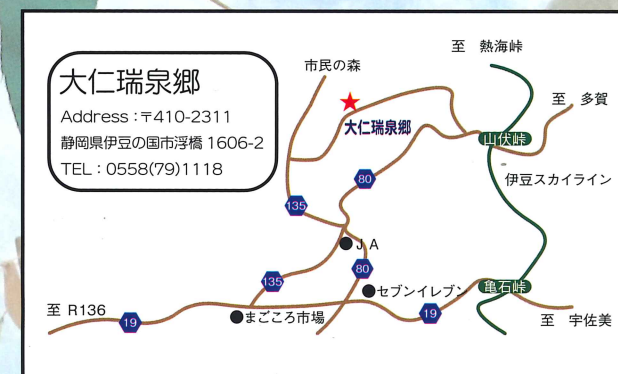 大仁瑞泉郷
Address：〒410-2311
静岡県伊豆の国市浮橋 1606-2
TEL：0558(79)1118
市民の森
至 熱海峠
至 多賀
大仁瑞泉郷
山伏峠
80
伊豆スカイライン
135
JA
80
135
セブンイレブン
亀石峠
至 R136
19
まごころ市場
19
至 宇佐美